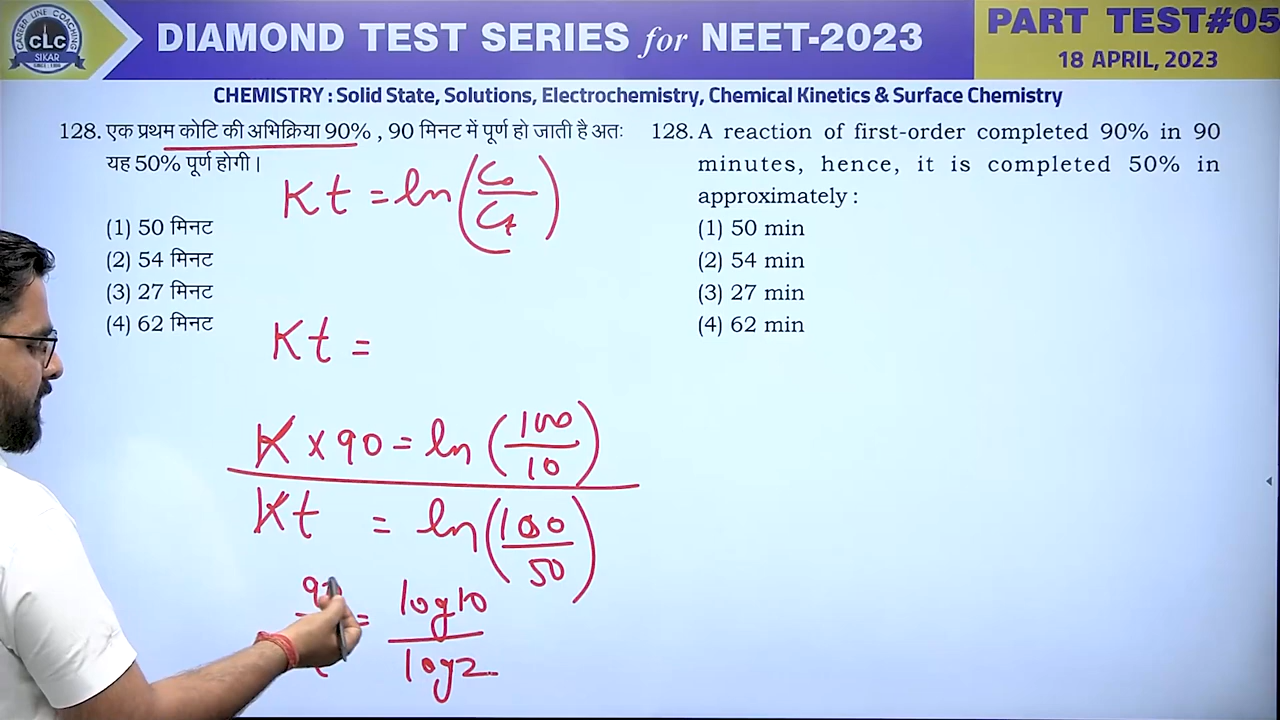 CAREER LINE COACHING
CLC
SIKAR
DIAMOND TEST SERIES for NEET-2023
PART TEST#05
18 APRIL, 2023
CHEMISTRY : Solid State, Solutions, Electrochemistry, Chemical Kinetics & Surface Chemistry
128. एक प्रथम कोटि की अभिक्रिया 90% , 90 मिनट में पूर्ण हो जाती है अतः
यह 50% पूर्ण होगी।
(1) 50 मिनट
(2) 54 मिनट
(3) 27 मिनट
(4) 62 मिनट
128. A reaction of first-order completed 90% in 90
minutes, hence, it is completed 50% in
approximately :
(1) 50 min
(2) 54 min
(3) 27 min
(4) 62 min
Kt = ln (C₀/Cₜ)
Kt =
K × 90 = ln (100/10)
Kt = ln (100/50)
= log10/log2